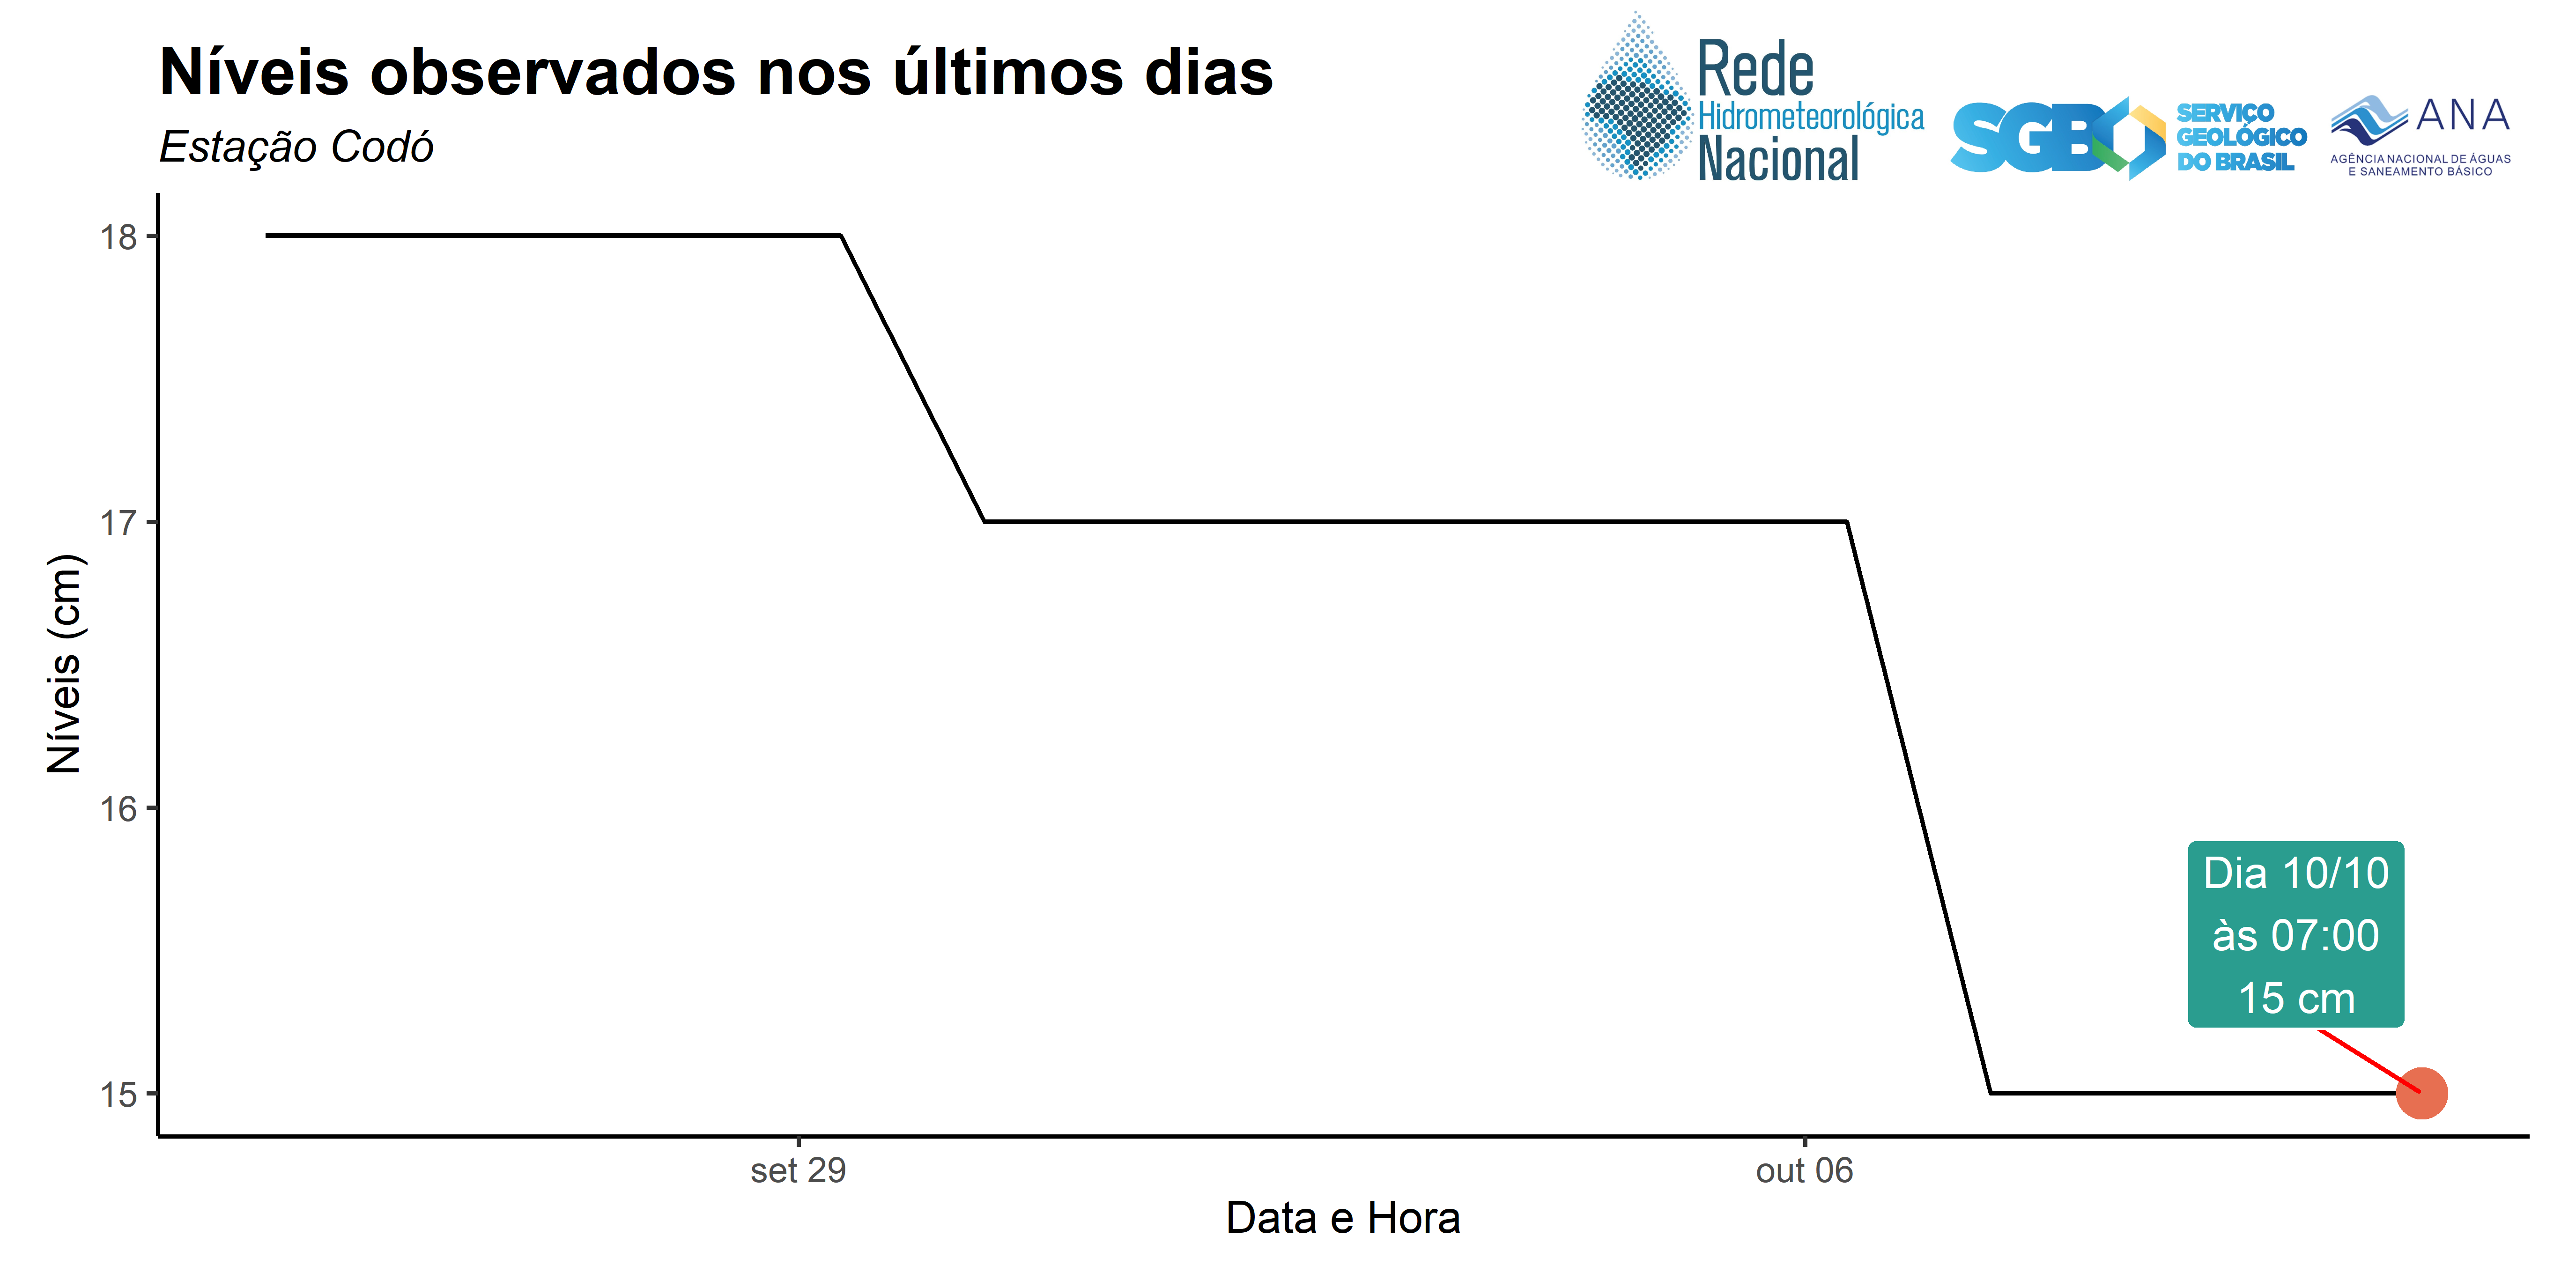 Níveis observados nos últimos dias
Estação Codó
Rede
Hidrometeorológica
Nacional
SGB
SERVIÇO
GEOLÓGICO
DO BRASIL
ANA
AGÊNCIA NACIONAL DE ÁGUAS
E SANEAMENTO BÁSICO
Níveis (cm)
18
17
16
15
Dia 10/10
às 07:00
15 cm
set 29
out 06
Data e Hora